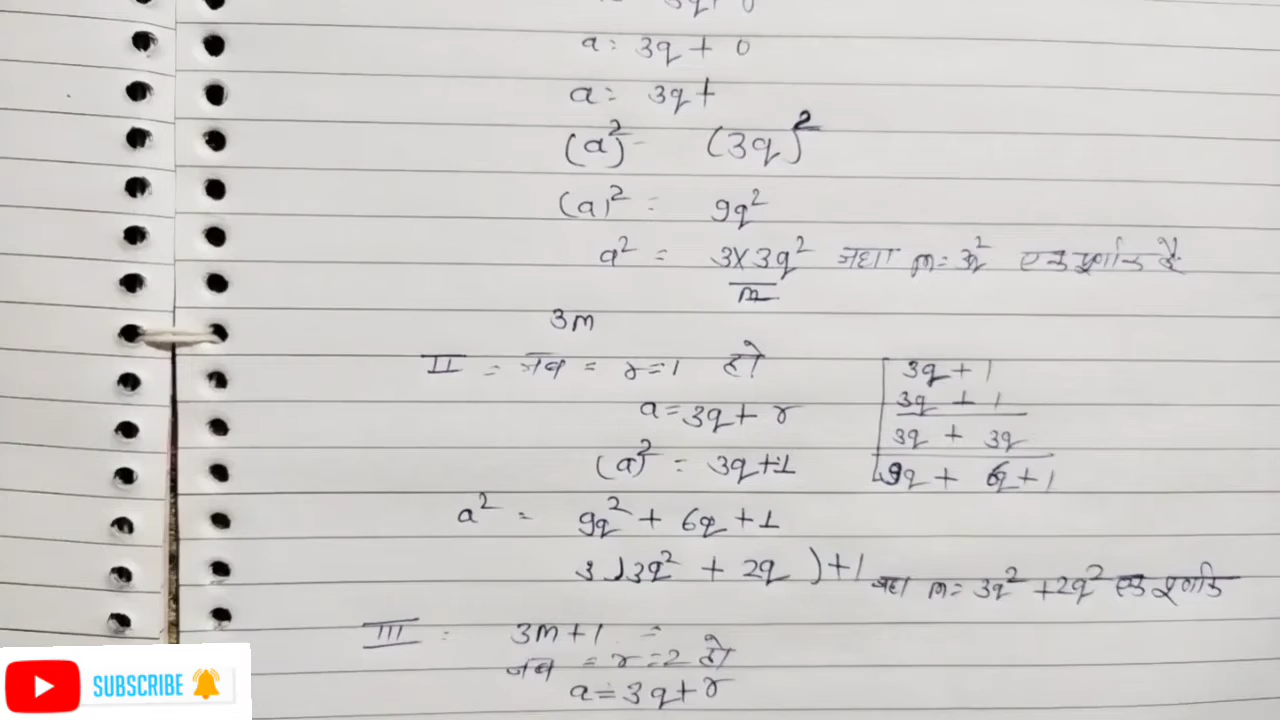 a = 3q + 0
a = 3q +
(a)² = (3q)²
(a)² = 9q²
a² = 3x3q² जहा m=3q² एक पूर्णांक है
m
3m
II - जब = r=1 हो
a=3q+ r
(a)² = 3q+1
a² = 9q² + 6q +1
3(3q² + 2q) +1 जहा m= 3q² +2q² एक पूर्णांक
3q + 1
3q + 1
3q + 3q
9q + 6q+1
3m+1 =
III : जब = r=2 हो
a=3q+r
SUBSCRIBE